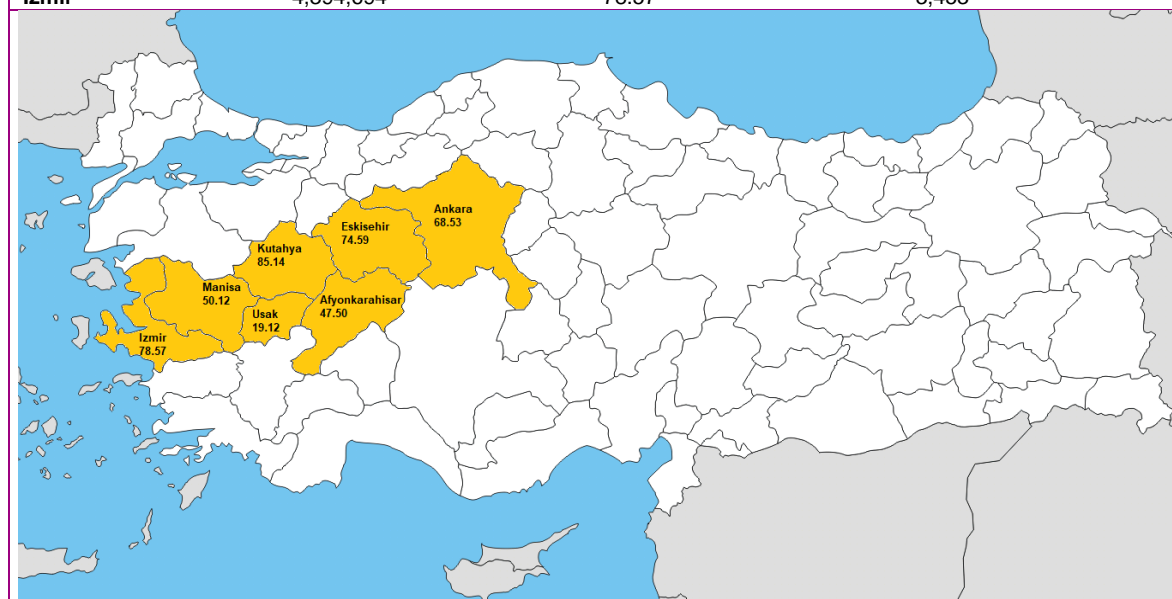 Ankara
68.53
Eskisehir
74.59
Kutahya
85.14
Manisa
50.12
Usak
19.12
Afyonkarahisar
47.50
Izmir
78.57